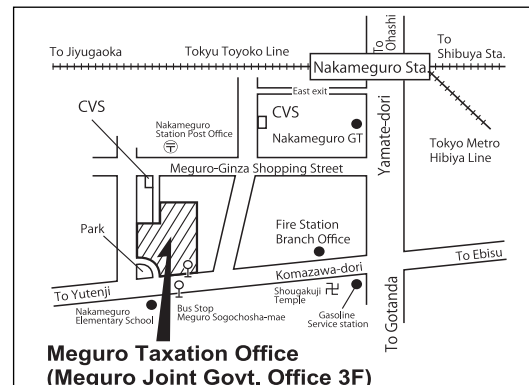 To Jiyugaoka
Tokyu Toyoko Line
To Ohashi
To Shibuya Sta.
Nakameguro Sta.
East exit
CVS
CVS
Nakameguro Station Post Office
〒
Nakameguro GT
Yamate-dori
Tokyo Metro
Hibiya Line
Meguro-Ginza Shopping Street
Park
Fire Station
Branch Office
To Ebisu
Komazawa-dori
To Yutenji
Shougakuji
Temple
卍
Nakameguro
Elementary School
Bus Stop
Meguro Sogochosha-mae
Gasoline
Service station
To Gotanda
Meguro Taxation Office
(Meguro Joint Govt. Office 3F)